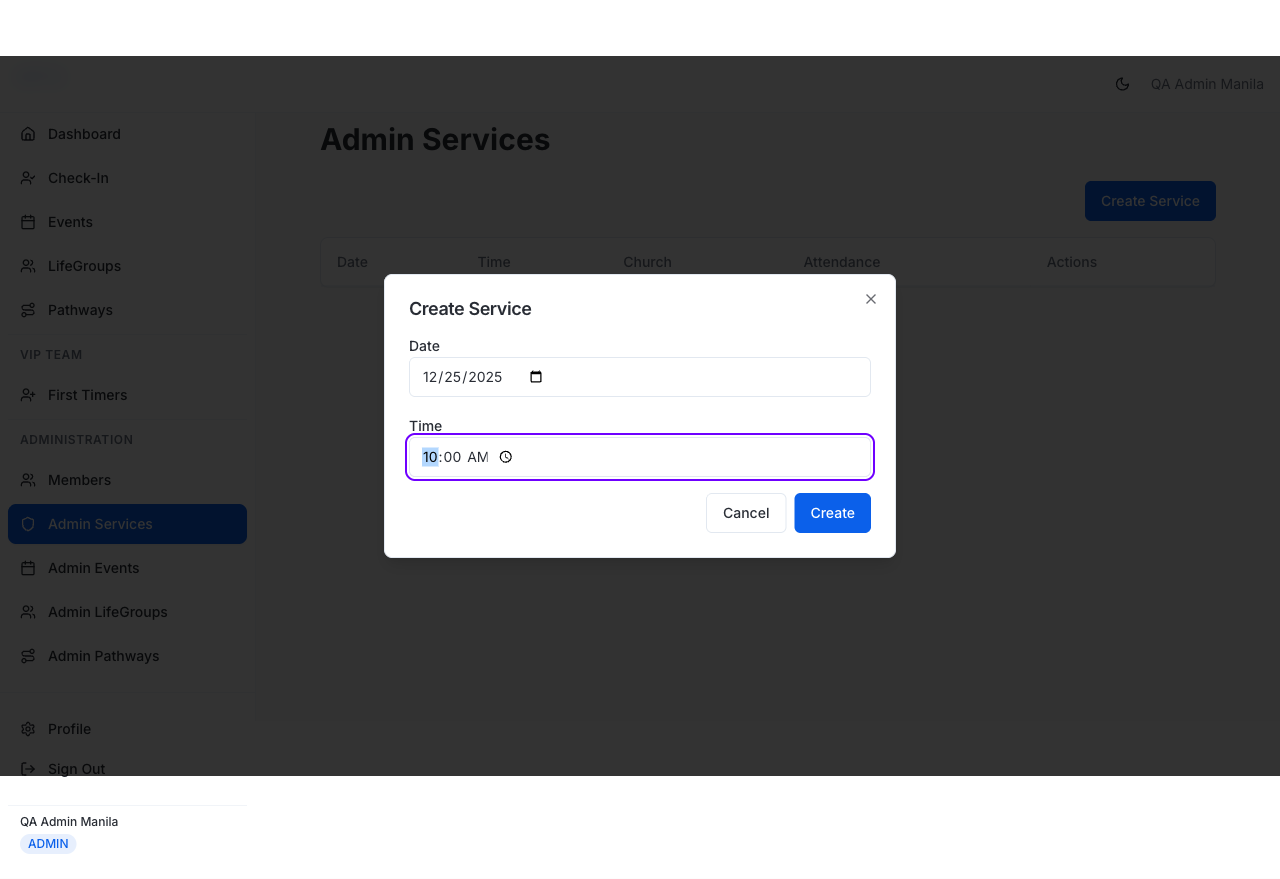 QA Admin Manila
Dashboard
Check-In
Events
LifeGroups
Pathways
VIP TEAM
First Timers
ADMINISTRATION
Members
Admin Services
Admin Events
Admin LifeGroups
Admin Pathways
Profile
Sign Out
QA Admin Manila
ADMIN
Admin Services
Create Service
Date Time Church Attendance Actions
Create Service
Date
12/25/2025
Time
10:00 AM
Cancel Create